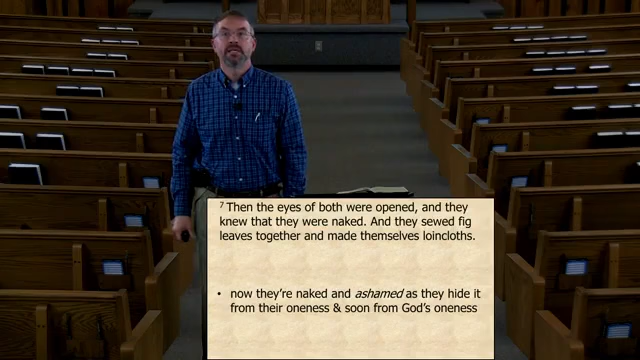 7 Then the eyes of both were opened, and they
knew that they were naked. And they sewed fig
leaves together and made themselves loincloths.
• now they're naked and ashamed as they hide it
from their oneness & soon from God's oneness